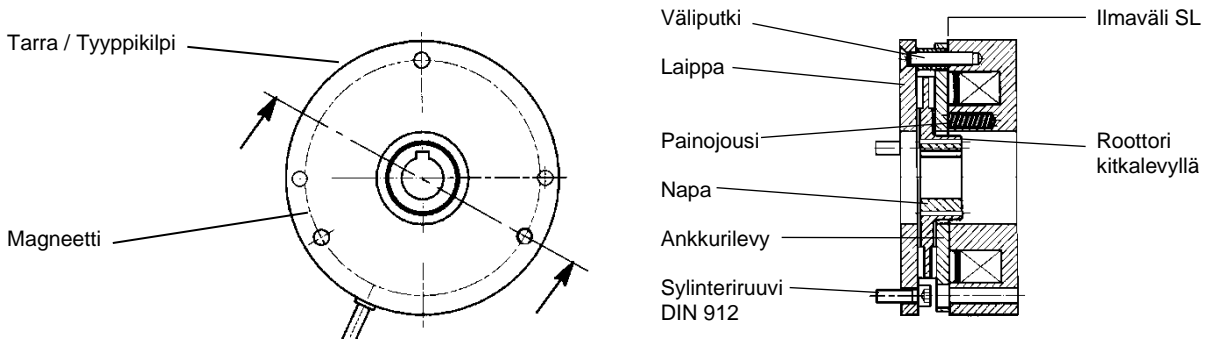 Tarra / Tyyppikilpi
Magneetti
Väliputki
Laippa
Painojousi
Napa
Ankkurilevy
Sylinteriruuvi
DIN 912
Ilmaväli SL
Roottori
kitkalevyllä